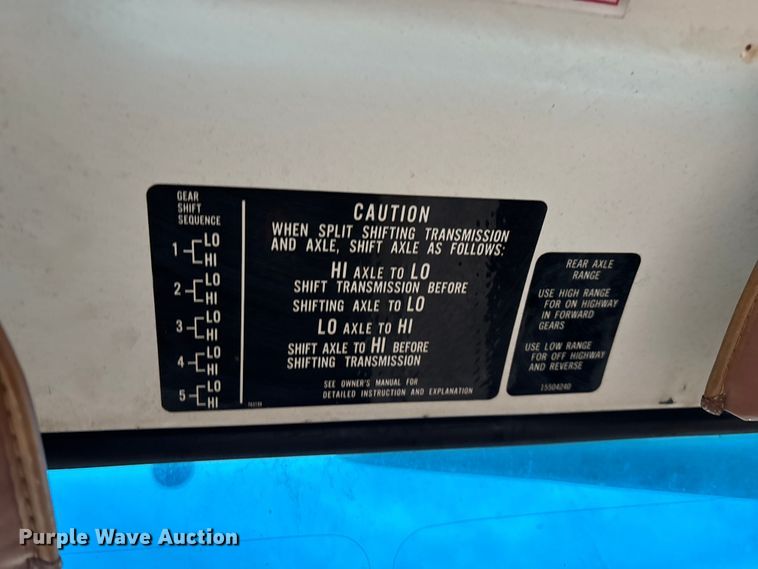 GEAR
SHIFT
SEQUENCE
1 LO
HI
2 LO
HI
3 LO
HI
4 LO
HI
5 LO
HI
CAUTION
WHEN SPLIT SHIFTING TRANSMISSION
AND AXLE, SHIFT AXLE AS FOLLOWS:
HI AXLE TO LO
SHIFT TRANSMISSION BEFORE
SHIFTING AXLE TO LO
LO AXLE TO HI
SHIFT AXLE TO HI BEFORE
SHIFTING TRANSMISSION
SEE OWNER'S MANUAL FOR
DETAILED INSTRUCTION AND EXPLANATION
REAR AXLE
RANGE
USE HIGH RANGE
FOR ON HIGHWAY
IN FORWARD
GEARS
USE LOW RANGE
FOR OFF HIGHWAY
AND REVERSE
15504240
Purple Wave Auction